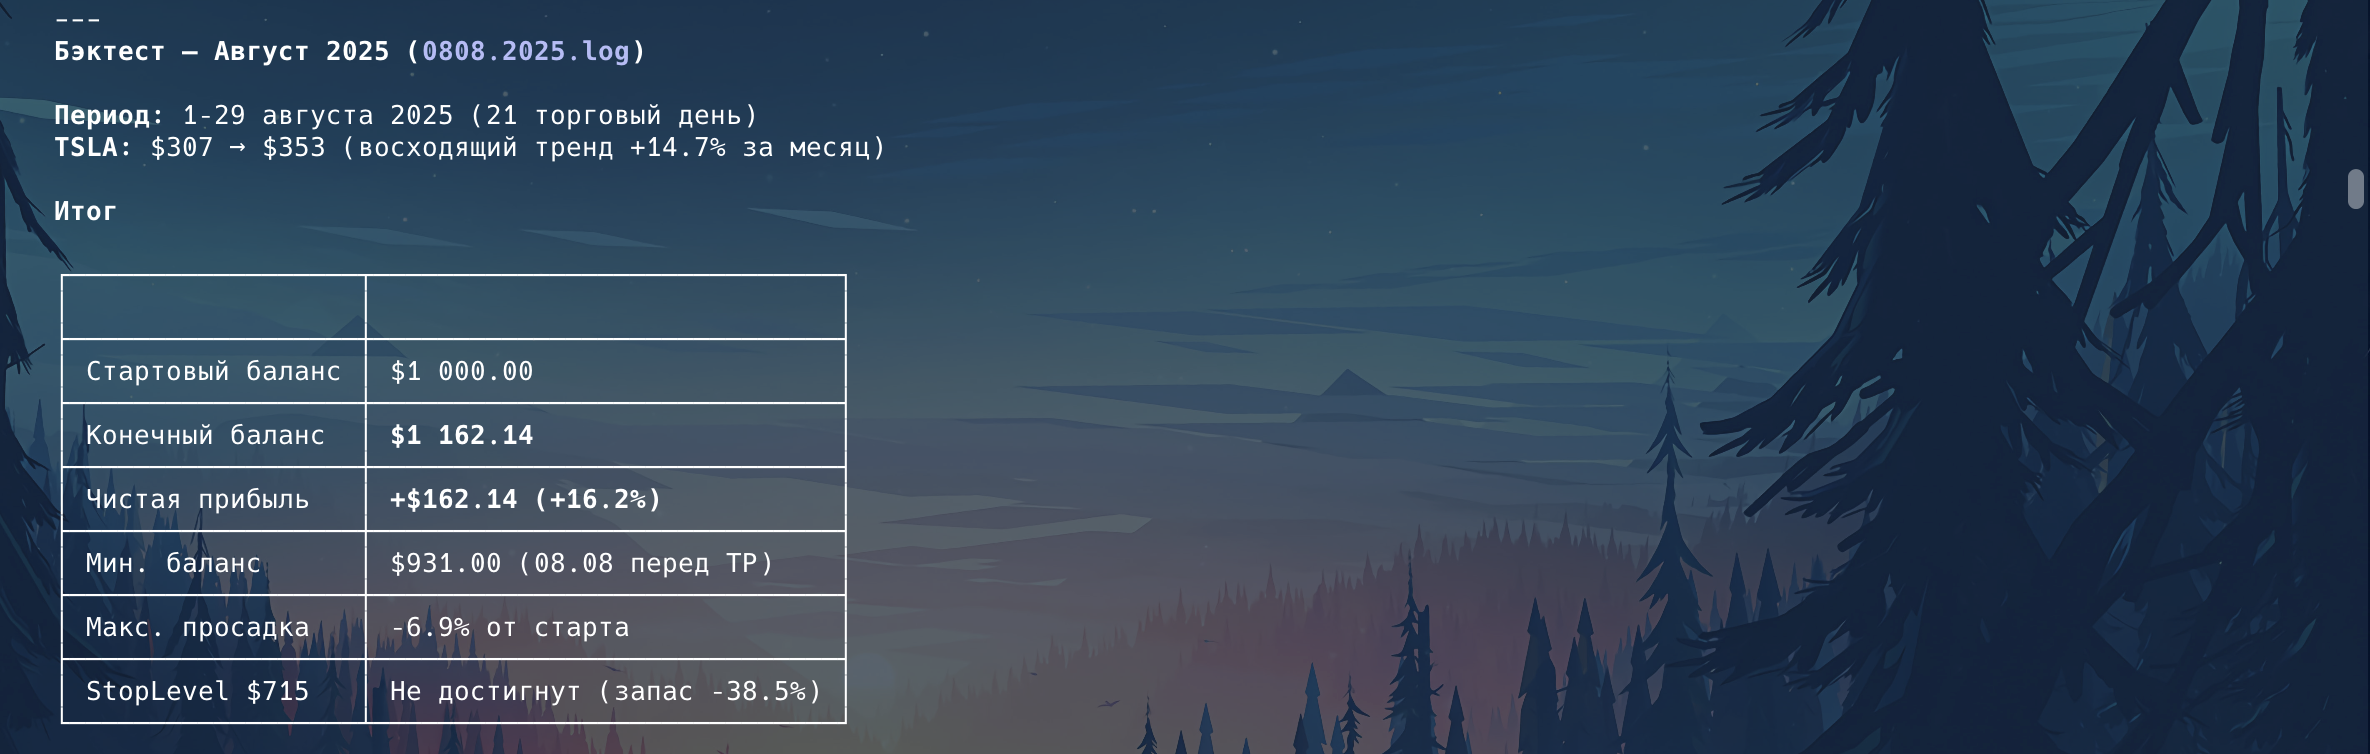 ---
Бэктест — Август 2025 (0808.2025.log)
Период: 1-29 августа 2025 (21 торговый день)
TSLA: $307 → $353 (восходящий тренд +14.7% за месяц)
Итог
Стартовый баланс $1 000.00
Конечный баланс $1 162.14
Чистая прибыль +$162.14 (+16.2%)
Мин. баланс $931.00 (08.08 перед TP)
Макс. просадка -6.9% от старта
StopLevel $715 Не достигнут (запас -38.5%)